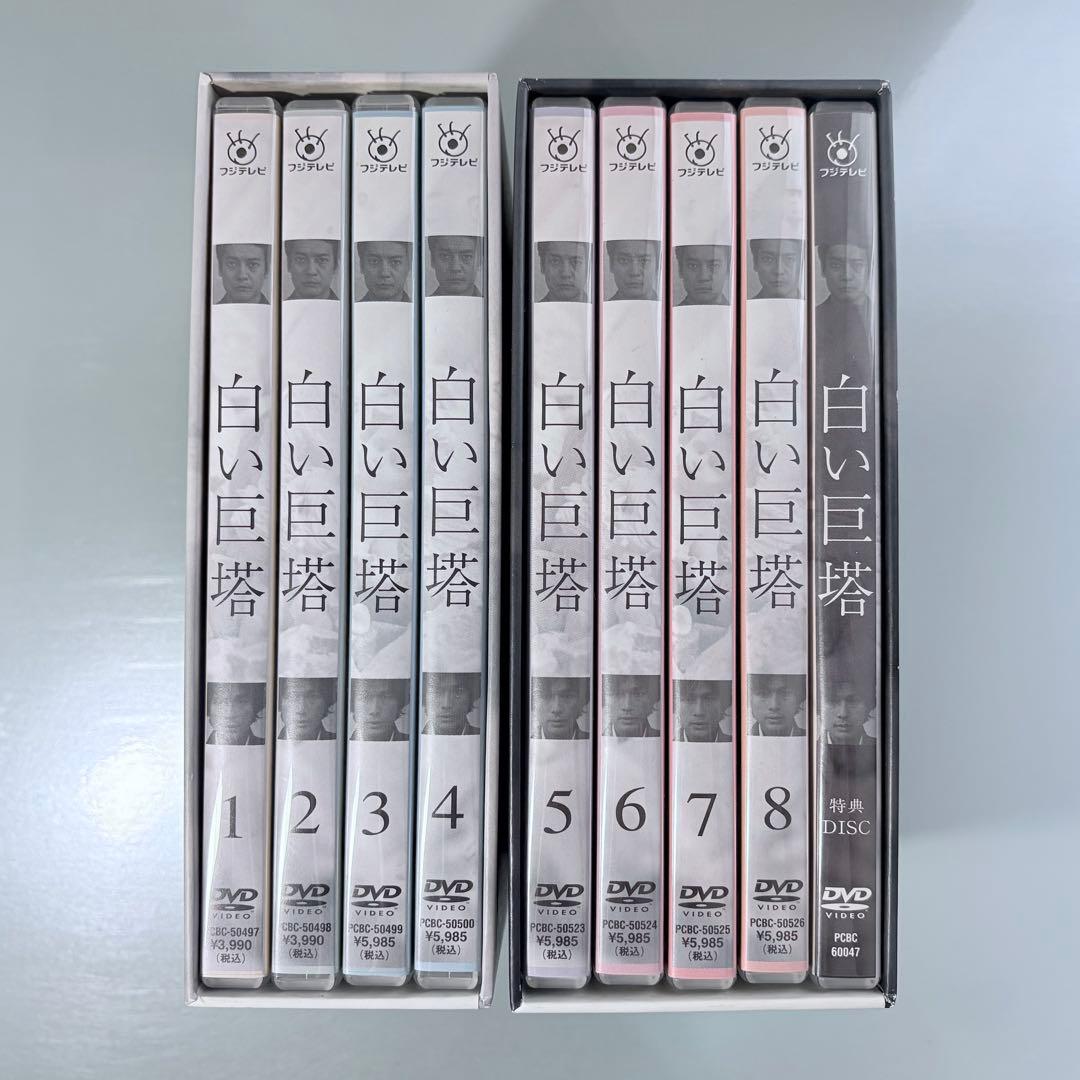 フジテレビ
白い巨塔
1
DVD
VIDEO
PCBC-50497
¥3,990
(税込)
フジテレビ
白い巨塔
2
DVD
VIDEO
PCBC-50498
¥3,990
(税込)
フジテレビ
白い巨塔
3
DVD
VIDEO
PCBC-50499
¥5,985
(税込)
フジテレビ
白い巨塔
4
DVD
VIDEO
PCBC-50500
¥5,985
(税込)
フジテレビ
白い巨塔
5
DVD
VIDEO
PCBC-50523
¥5,985
(税込)
フジテレビ
白い巨塔
6
DVD
VIDEO
PCBC-50524
¥5,985
(税込)
フジテレビ
白い巨塔
7
DVD
VIDEO
PCBC-50525
¥5,985
(税込)
フジテレビ
白い巨塔
8
DVD
VIDEO
PCBC-50526
¥5,985
(税込)
フジテレビ
白い巨塔
特典
DISC
DVD
VIDEO
PCBC
60047